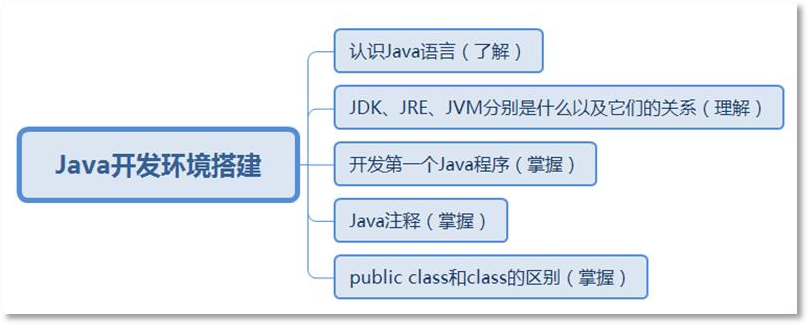 Java开发环境搭建
认识Java语言（了解）
JDK、JRE、JVM分别是什么以及它们的关系（理解）
开发第一个Java程序（掌握）
Java注释（掌握）
public class和class的区别（掌握）